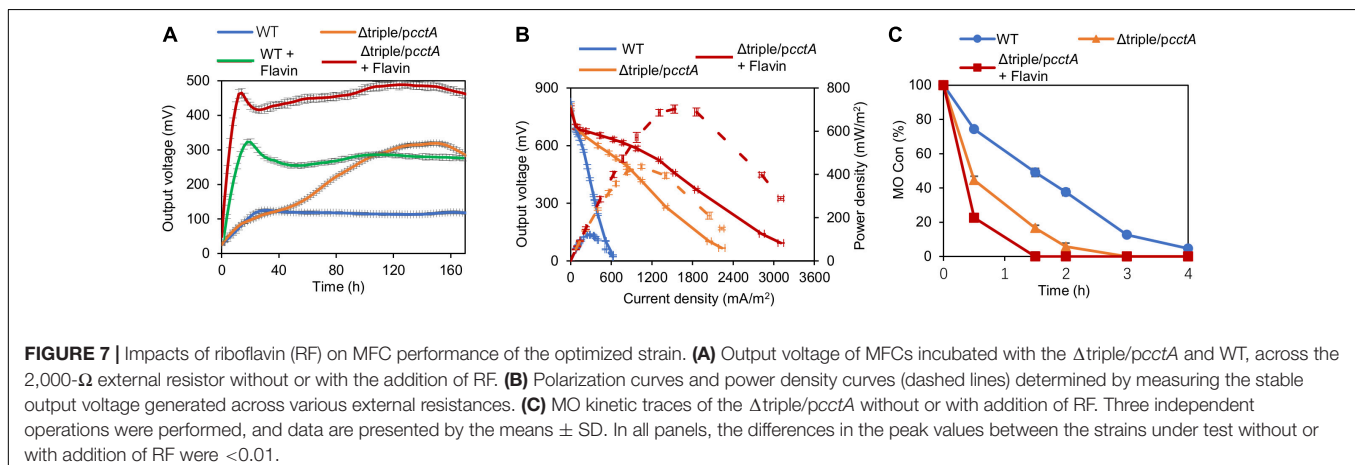 A
WT
Δtriple/pcctA
WT +
Flavin
Δtriple/pcctA
+ Flavin
Output voltage (mV)
500
400
300
200
100
0
0 40 80 120 160
Time (h)
B
WT
Δtriple/pcctA
Δtriple/pcctA
+ Flavin
Output voltage (mV)
900
600
300
0
Power density (mW/m²)
800
700
600
500
400
300
200
100
0
0 600 1200 1800 2400 3000 3600
Current density (mA/m²)
C
WT
Δtriple/pcctA
Δtriple/pcctA
+ Flavin
MO Con (%)
100
80
60
40
20
0
0 1 2 3 4
Time (h)
FIGURE 7 | Impacts of riboflavin (RF) on MFC performance of the optimized strain. (A) Output voltage of MFCs incubated with the Δtriple/pcctA and WT, across the
2,000-Ω external resistor without or with the addition of RF. (B) Polarization curves and power density curves (dashed lines) determined by measuring the stable
output voltage generated across various external resistances. (C) MO kinetic traces of the Δtriple/pcctA without or with addition of RF. Three independent
operations were performed, and data are presented by the means ± SD. In all panels, the differences in the peak values between the strains under test without or
with addition of RF were <0.01.